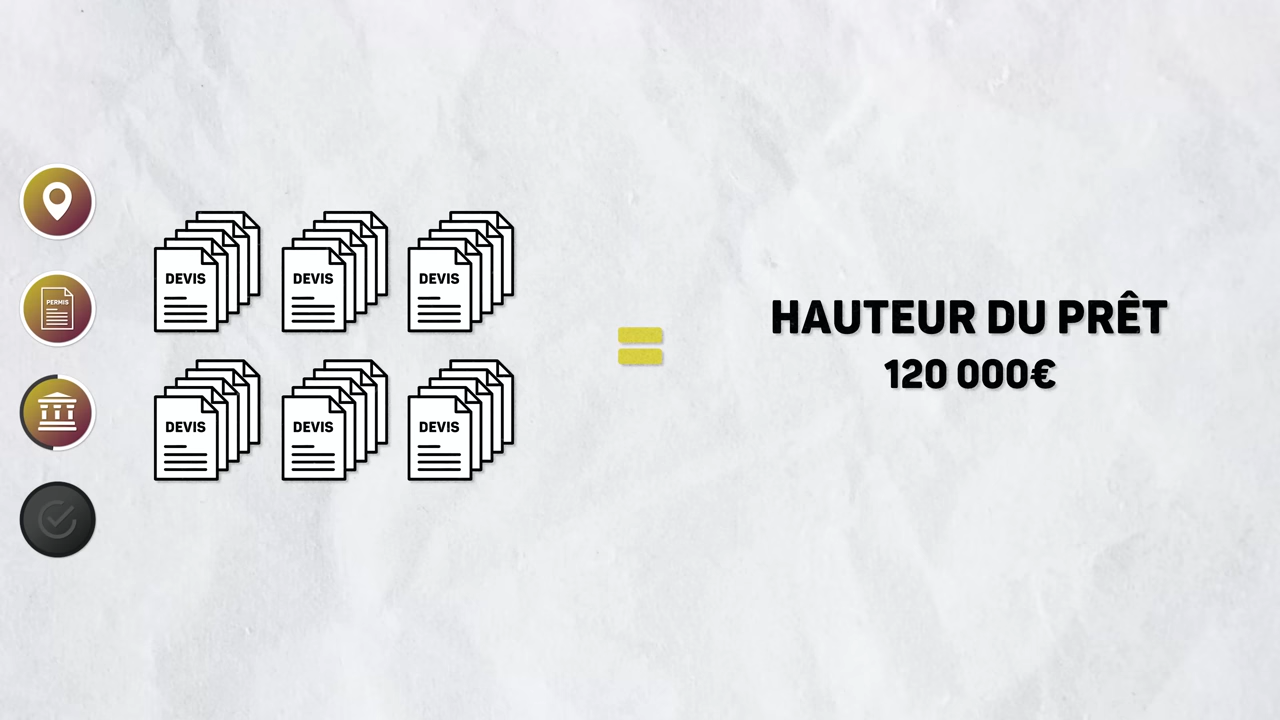 PERMIS
DEVIS DEVIS DEVIS
DEVIS DEVIS DEVIS
HAUTEUR DU PRÊT
120 000€